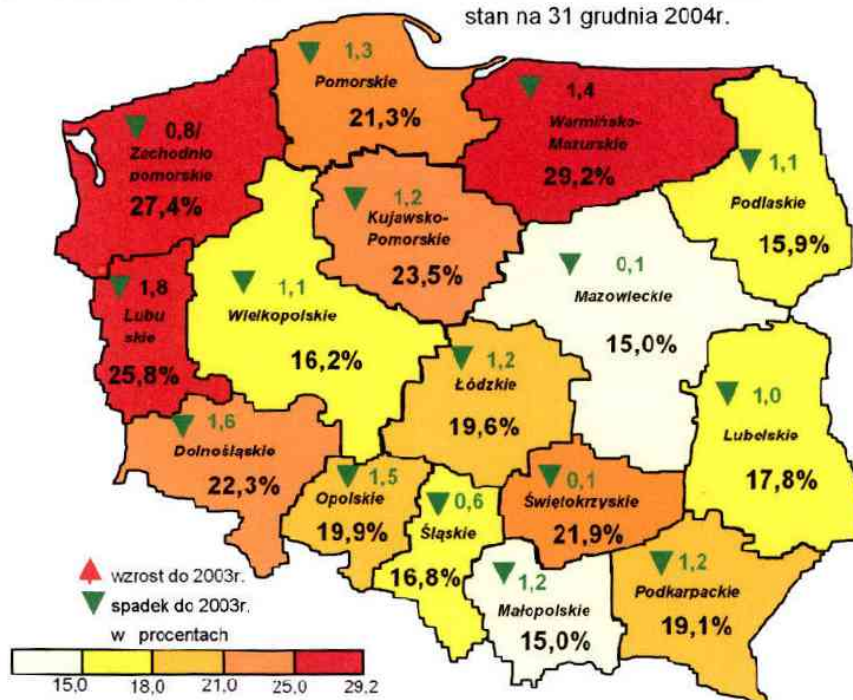 stan na 31 grudnia 2004r.
1,3
Pomorskie
21,3%
1,4
Warmińsko-
Mazurskie
29,2%
0,8/
Zachodnio
pomorskie
27,4%
1,2
Kujawsko-
Pomorskie
23,5%
1,1
Podlaskie
15,9%
0,1
Mazowieckie
15,0%
1,8
Lubu
skie
25,8%
1,1
Wielkopolskie
16,2%
1,2
Łódzkie
19,6%
1,0
Lubelskie
17,8%
1,6
Dolnośląskie
22,3%
1,5
Opolskie
19,9%
0,6
Śląskie
16,8%
0,1
Świętokrzyskie
21,9%
1,2
Małopolskie
15,0%
1,2
Podkarpackie
19,1%
wzrost do 2003r.
spadek do 2003r.
w procentach
15,0 18,0 21,0 25,0 29,2